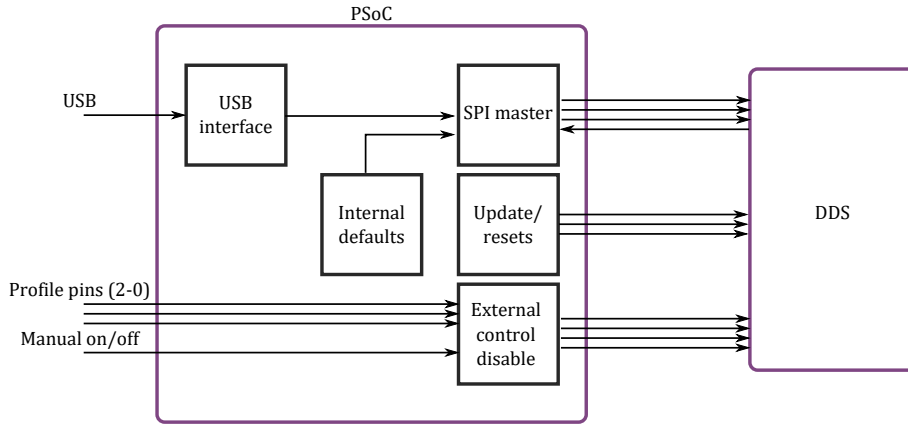 PSoC
USB
USB
interface
SPI master
Internal
defaults
Update/
resets
DDS
Profile pins (2-0)
Manual on/off
External
control
disable